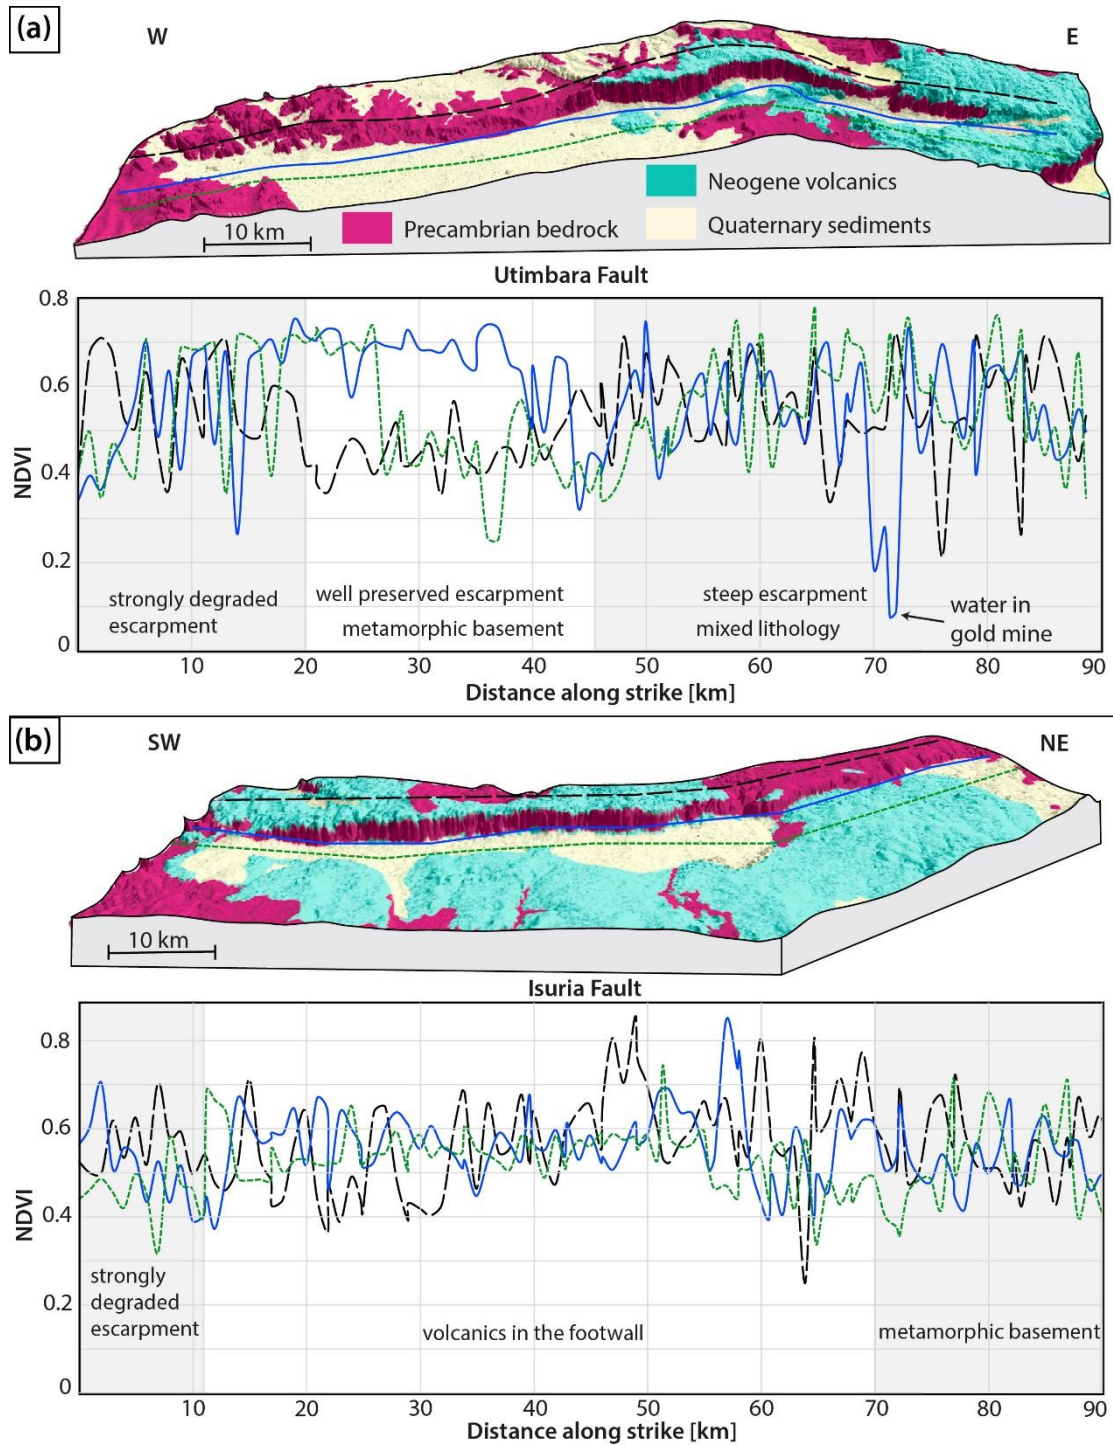 (a)
W
E
Neogene volcanics
Precambrian bedrock
Quaternary sediments
10 km
Utimbara Fault
0.8
0.6
0.4
0.2
0
NDVI
strongly degraded
escarpment
well preserved escarpment
metamorphic basement
steep escarpment
mixed lithology
water in
gold mine
10 20 30 40 50 60 70 80 90
Distance along strike [km]
(b)
SW
NE
10 km
Isuria Fault
0.8
0.6
0.4
0.2
0
NDVI
strongly
degraded
escarpment
volcanics in the footwall
metamorphic basement
10 20 30 40 50 60 70 80 90
Distance along strike [km]